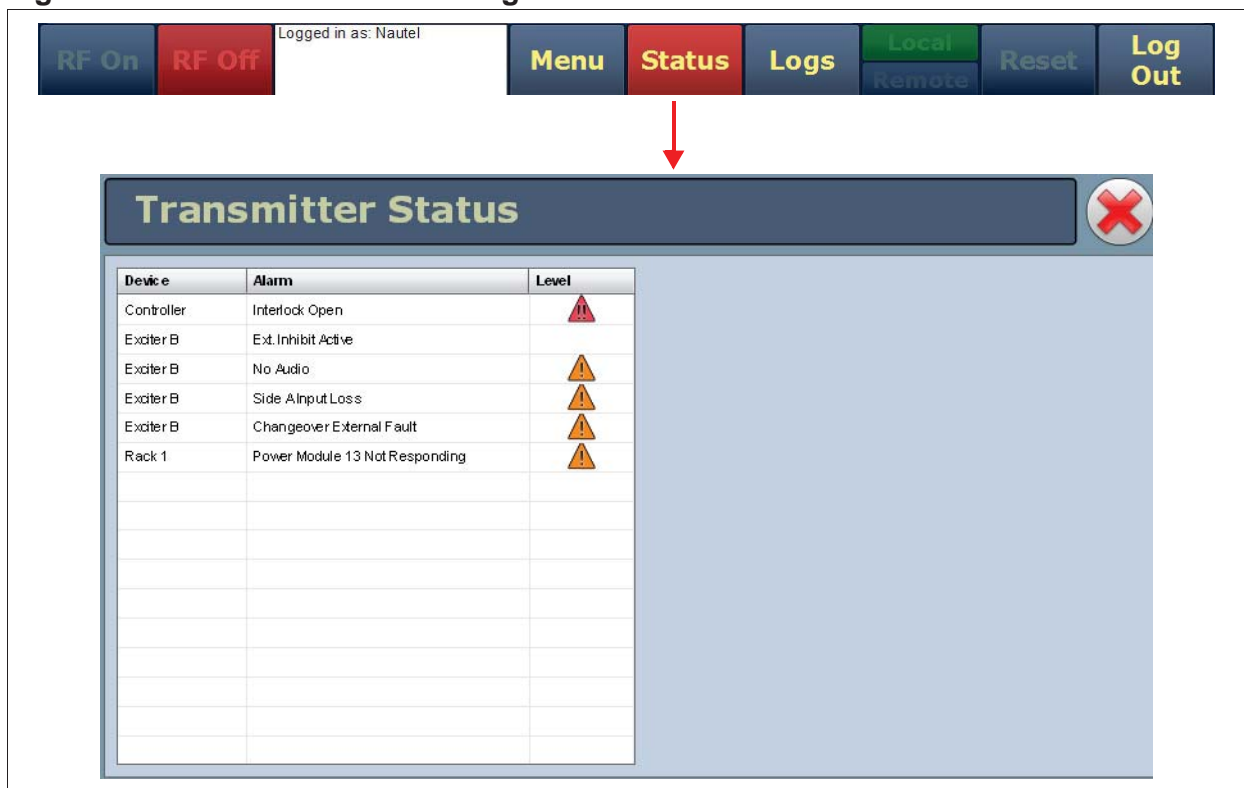 Logged in as: Nautel
RF On RF Off Menu Status Logs Local Remote Reset Log Out
Transmitter Status
Device Alarm Level
Controller Interlock Open
Exciter B Ext. Inhibit Active
Exciter B No Audio
Exciter B Side A Input Loss
Exciter B Changeover External Fault
Rack 1 Power Module 13 Not Responding